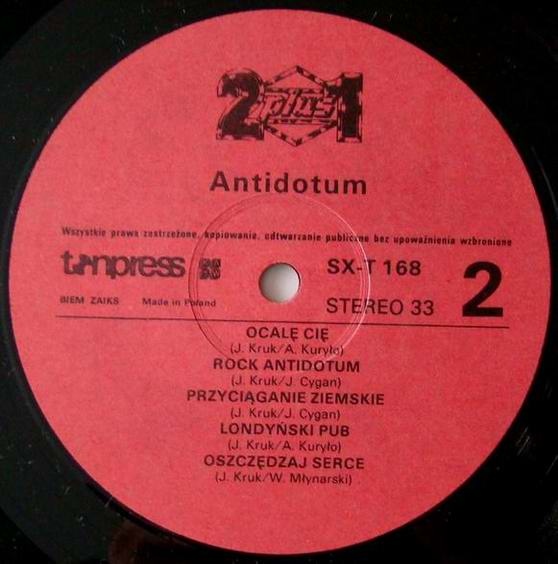 2 plus 1
Antidotum
Wszystkie prawa zastrzeżone, kopiowanie, odtwarzanie publiczne bez upoważnienia wzbronione
tonpress
SX-T 168
2
BIEM ZAIKS Made in Poland
STEREO 33
OCALĘ CIĘ
(J. Kruk/A. Kuryło)
ROCK ANTIDOTUM
(J. Kruk/J. Cygan)
PRZYCIĄGANIE ZIEMSKIE
(J. Kruk/J. Cygan)
LONDYŃSKI PUB
(J. Kruk/A. Kuryło)
OSZCZĘDZAJ SERCE
(J. Kruk/W. Młynarski)